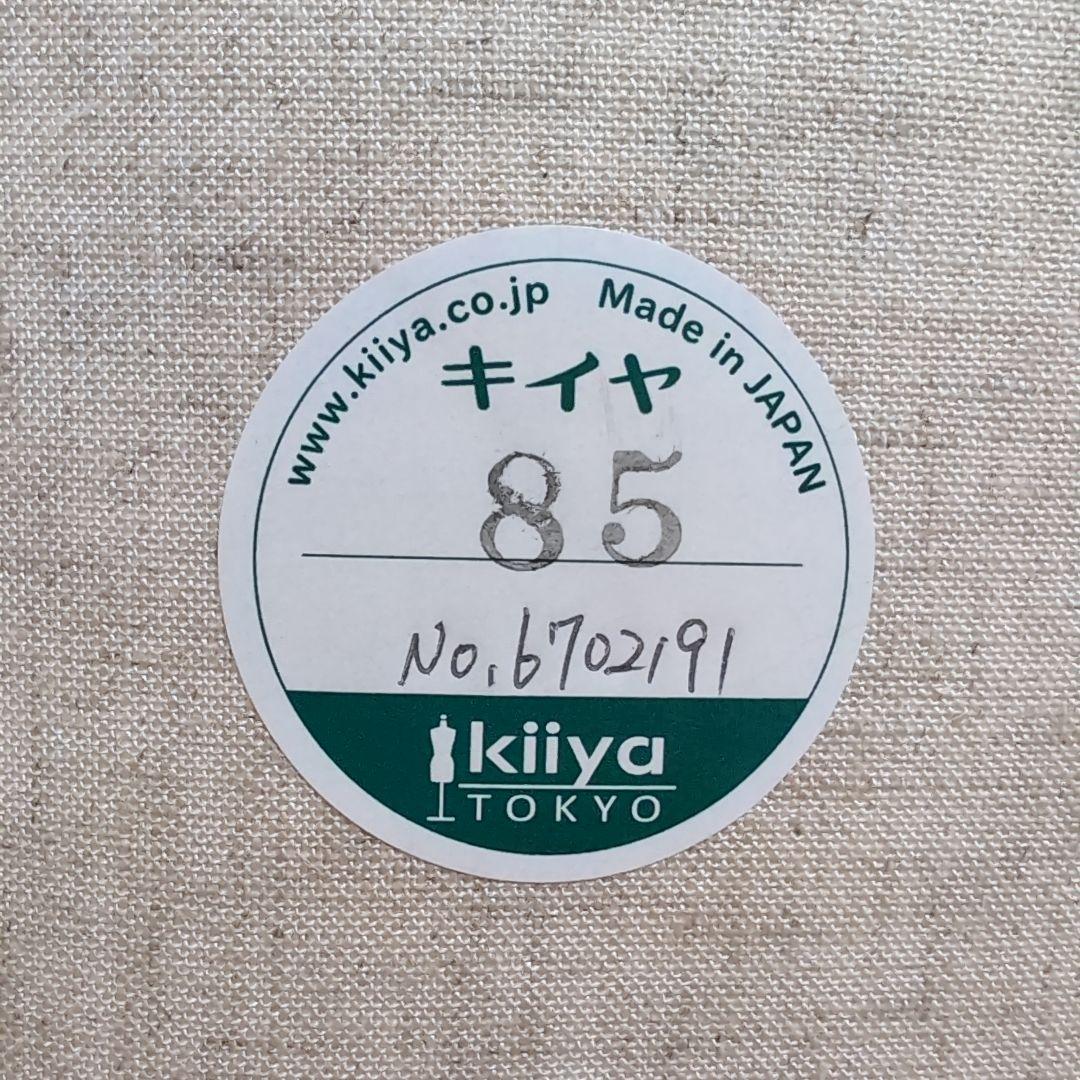 www.kiiya.co.jp Made in JAPAN
キイヤ
85
No.6702191
kiiya
TOKYO